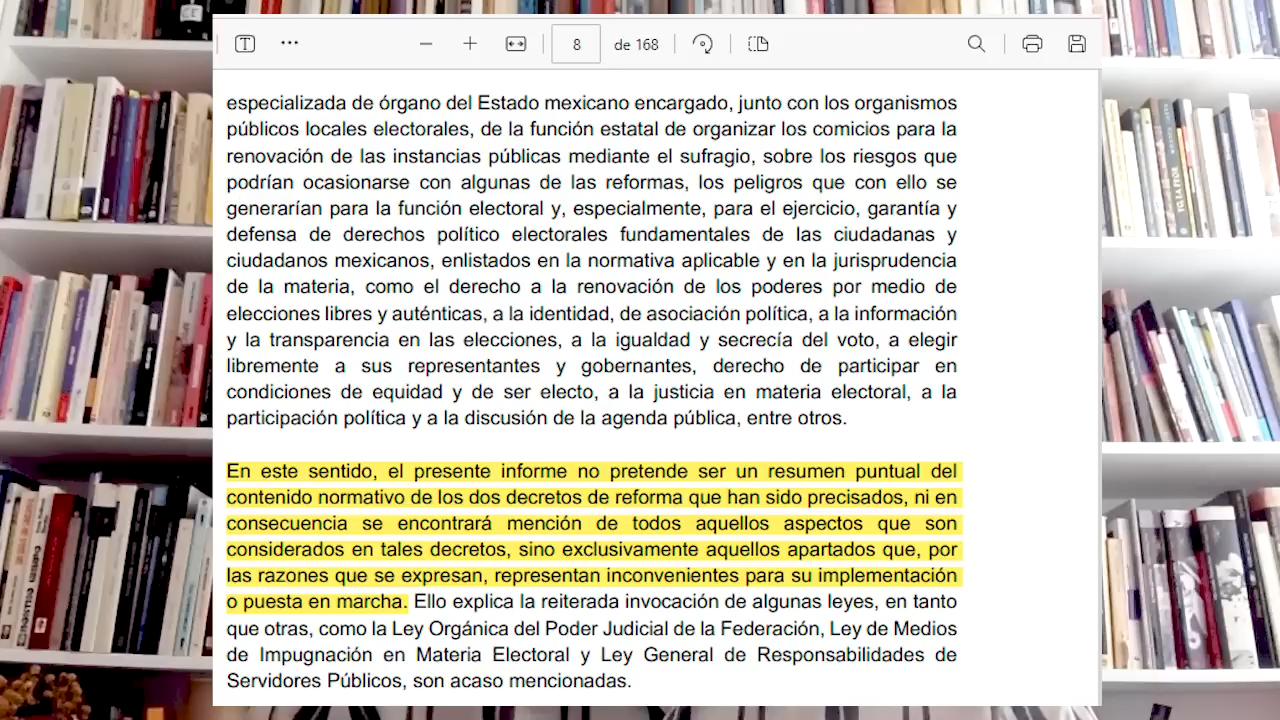 8 de 168
especializada de órgano del Estado mexicano encargado, junto con los organismos
públicos locales electorales, de la función estatal de organizar los comicios para la
renovación de las instancias públicas mediante el sufragio, sobre los riesgos que
podrían ocasionarse con algunas de las reformas, los peligros que con ello se
generarían para la función electoral y, especialmente, para el ejercicio, garantía y
defensa de derechos político electorales fundamentales de las ciudadanas y
ciudadanos mexicanos, enlistados en la normativa aplicable y en la jurisprudencia
de la materia, como el derecho a la renovación de los poderes por medio de
elecciones libres y auténticas, a la identidad, de asociación política, a la información
y la transparencia en las elecciones, a la igualdad y secrecía del voto, a elegir
libremente a sus representantes y gobernantes, derecho de participar en
condiciones de equidad y de ser electo, a la justicia en materia electoral, a la
participación política y a la discusión de la agenda pública, entre otros.
En este sentido, el presente informe no pretende ser un resumen puntual del
contenido normativo de los dos decretos de reforma que han sido precisados, ni en
consecuencia se encontrará mención de todos aquellos aspectos que son
considerados en tales decretos, sino exclusivamente aquellos apartados que, por
las razones que se expresan, representan inconvenientes para su implementación
o puesta en marcha. Ello explica la reiterada invocación de algunas leyes, en tanto
que otras, como la Ley Orgánica del Poder Judicial de la Federación, Ley de Medios
de Impugnación en Materia Electoral y Ley General de Responsabilidades de
Servidores Públicos, son acaso mencionadas.